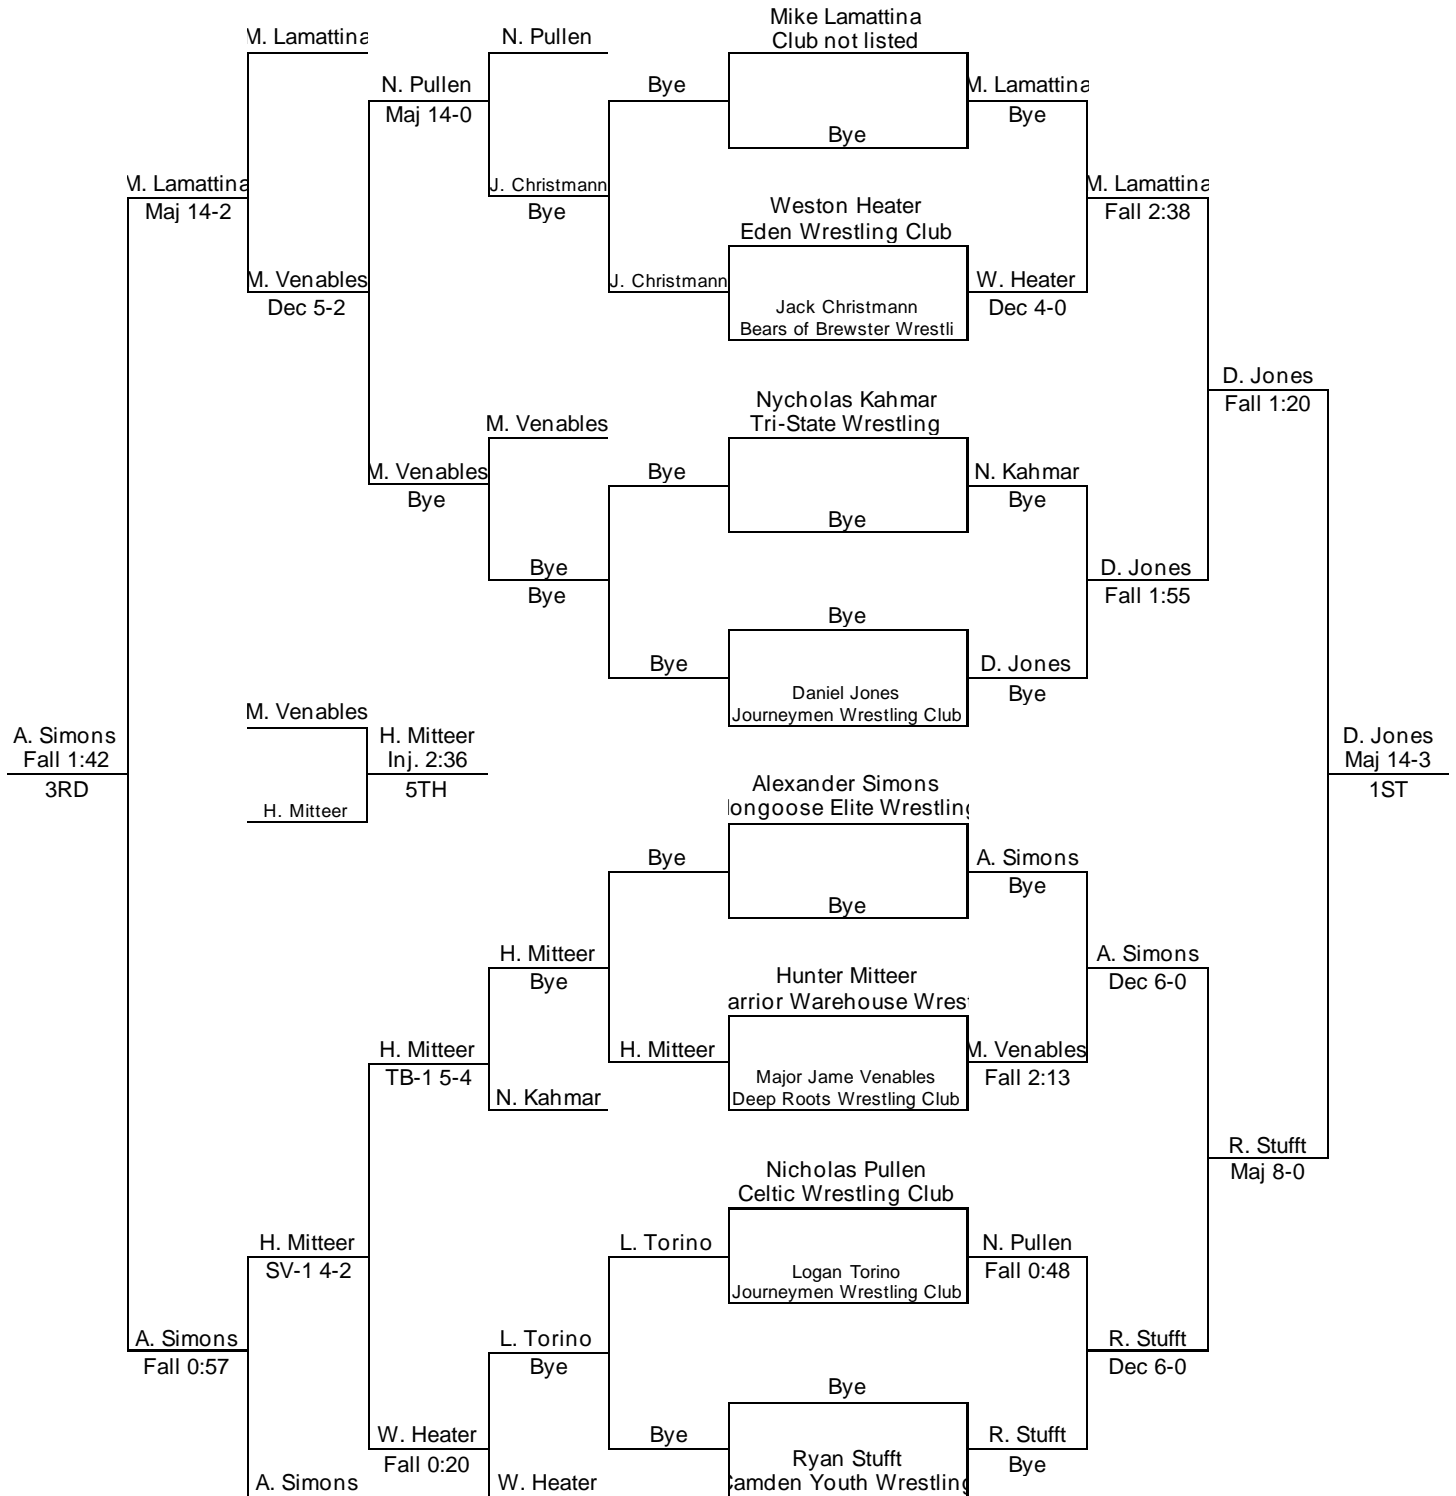 Mike Lamattina
M. Lamattina
N. Pullen
Club not listed
N. Pullen
Bye
M. Lamattina
Maj 14-0
Bye
Bye
M. Lamattina
J. Christmann
M. Lamattina
Maj 14-2
Bye
Weston Heater
Fall 2:38
Eden Wrestling Club
M. Venables
J. Christmann
W. Heater
Dec 5-2
Jack Christmann
Dec 4-0
Bears of Brewster Wrestli
D. Jones
Nycholas Kahmar
Fall 1:20
M. Venables
Tri-State Wrestling
M. Venables
Bye
N. Kahmar
Bye
Bye
Bye
Bye
D. Jones
Bye
Bye
Fall 1:55
Bye
D. Jones
Daniel Jones
Bye
M. Venables
Journeymen Wrestling Club
A. Simons
H. Mitteer
D. Jones
Fall 1:42
Inj. 2:36
Maj 14-3
3RD
5TH
Alexander Simons
1ST
H. Mitteer
longoose Elite Wrestling
Bye
A. Simons
Bye
Bye
H. Mitteer
A. Simons
Bye
Hunter Mitteer
Dec 6-0
arrior Warehouse Wrest
H. Mitteer
H. Mitteer
M. Venables
TB-1 5-4
Major Jame Venables
Fall 2:13
N. Kahmar
Deep Roots Wrestling Club
R. Stufft
Nicholas Pullen
Maj 8-0
Celtic Wrestling Club
H. Mitteer
L. Torino
N. Pullen
SV-1 4-2
Logan Torino
Fall 0:48
Journeymen Wrestling Club
A. Simons
L. Torino
R. Stufft
Fall 0:57
Bye
Dec 6-0
Bye
W. Heater
Bye
R. Stufft
Fall 0:20
Ryan Stufft
Bye
A. Simons
W. Heater
Camden Youth Wrestling